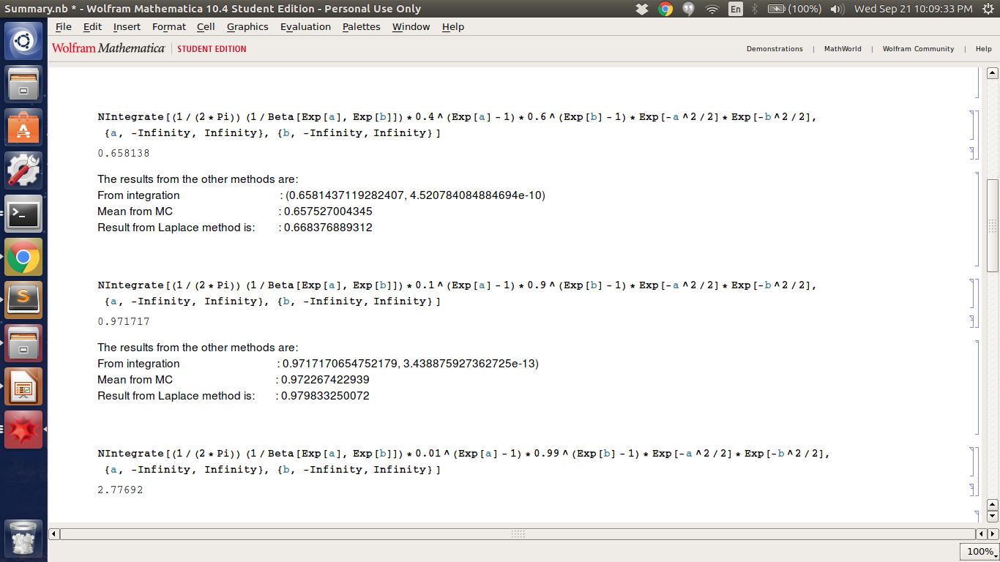 Summary.nb * - Wolfram Mathematica 10.4 Student Edition - Personal Use Only
En (100%) Wed Sep 21 10:09:33 PM
File Edit Insert Format Cell Graphics Evaluation Palettes Window Help
Wolfram Mathematica | STUDENT EDITION
Demonstrations | MathWorld | Wolfram Community | Help
NIntegrate[(1/(2*Pi)) (1/Beta[Exp[a], Exp[b]])*0.4^(Exp[a]-1)*0.6^(Exp[b]-1)*Exp[-a^2/2]*Exp[-b^2/2],
{a, -Infinity, Infinity}, {b, -Infinity, Infinity}]
0.658138
The results from the other methods are:
From integration : (0.6581437119282407, 4.520784084884694e-10)
Mean from MC : 0.657527004345
Result from Laplace method is: : 0.668376889312
NIntegrate[(1/(2*Pi)) (1/Beta[Exp[a], Exp[b]])*0.1^(Exp[a]-1)*0.9^(Exp[b]-1)*Exp[-a^2/2]*Exp[-b^2/2],
{a, -Infinity, Infinity}, {b, -Infinity, Infinity}]
0.971717
The results from the other methods are:
From integration : 0.9717170654752179, 3.438875927362725e-13)
Mean from MC : 0.972267422939
Result from Laplace method is: : 0.979833250072
NIntegrate[(1/(2*Pi)) (1/Beta[Exp[a], Exp[b]])*0.01^(Exp[a]-1)*0.99^(Exp[b]-1)*Exp[-a^2/2]*Exp[-b^2/2],
{a, -Infinity, Infinity}, {b, -Infinity, Infinity}]
2.77692
100%